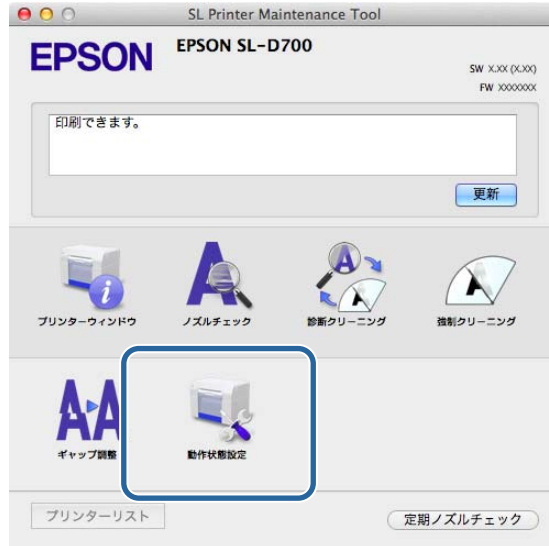 SL Printer Maintenance Tool
EPSON
EPSON SL-D700
SW X.XX (X.XX)
FW XXXXXXX
印刷できます。
更新
プリンターウィンドウ
ノズルチェック
診断クリーニング
強制クリーニング
ギャップ調整
動作状態設定
プリンターリスト
定期ノズルチェック